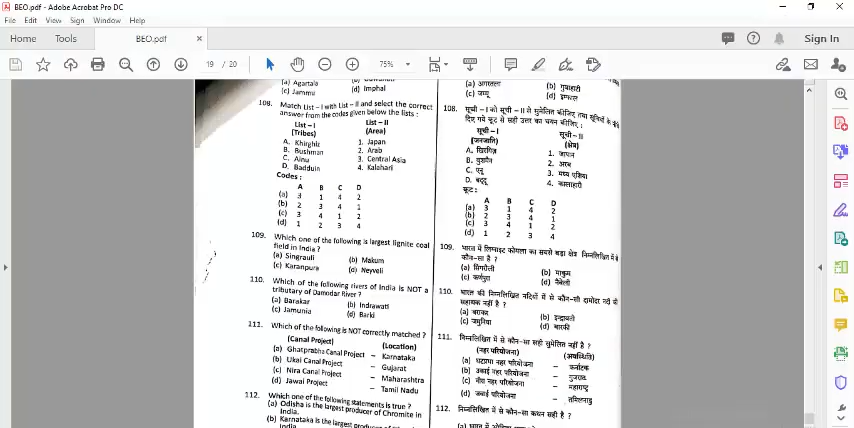 BEO.pdf - Adobe Acrobat Pro DC
File Edit View Sign Window Help
Home Tools BEO.pdf × Sign In
19 / 20 75%
(a) Agartala
(c) Jammu (d) Imphal
108. Match List – I with List – II and select the correct
answer from the codes given below the lists :
List – I List – II
(Tribes) (Area)
A. Khirghiz 1. Japan
B. Bushman 2. Arab
C. Ainu 3. Central Asia
D. Badduin 4. Kalahari
Codes :
A B C D
(a) 3 1 4 2
(b) 2 3 4 1
(c) 3 4 1 2
(d) 1 2 3 4
109. Which one of the following is largest lignite coal
field in India ?
(a) Singrauli (b) Makum
(c) Karanpura (d) Neyveli
110. Which of the following rivers of India is NOT a
tributary of Damodar River ?
(a) Barakar (b) Indrawati
(c) Jamunia (d) Barki
111. Which of the following is NOT correctly matched ?
(Canal Project) (Location)
(a) Ghatprabha Canal Project – Karnataka
(b) Ukai Canal Project – Gujarat
(c) Nira Canal Project – Maharashtra
(d) Jawai Project – Tamil Nadu
112. Which one of the following statements is true ?
(a) Odisha is the largest producer of Chromite in
India.
(b) Karnataka is the largest producer of
India
(a) अगरतला (b) गुवाहाटी
(c) जम्मू (d) इम्फाल
108. सूची – I को सूची – II से सुमेलित कीजिए तथा सूचियों के नीचे
दिए गये कूट से सही उत्तर का चयन कीजिए :
सूची – I सूची – II
(जनजाति) (क्षेत्र)
A. खिरगिज़ 1. जापान
B. बुशमैन 2. अरब
C. एनू 3. मध्य एशिया
D. बद्दू 4. कालाहारी
कूट :
A B C D
(a) 3 1 4 2
(b) 2 3 4 1
(c) 3 4 1 2
(d) 1 2 3 4
109. भारत में लिग्नाइट कोयला का सबसे बड़ा क्षेत्र निम्नलिखित में से
कौन-सा है ?
(a) सिंगरौली (b) माकुम
(c) कर्णपुरा (d) नैवेली
110. भारत की निम्नलिखित नदियों में से कौन-सी दामोदर नदी की
सहायक नहीं है ?
(a) बराकर (b) इन्द्रावती
(c) जमुनिया (d) बारकी
111. निम्नलिखित में से कौन-सा सही सुमेलित नहीं है ?
(नहर परियोजना) (अवस्थिति)
(a) घाटप्रभा नहर परियोजना – कर्नाटक
(b) उकाई नहर परियोजना – गुजरात
(c) नीरा नहर परियोजना – महाराष्ट्र
(d) जवाई परियोजना – तमिलनाडु
112. निम्नलिखित में से कौन-सा कथन सही है ?